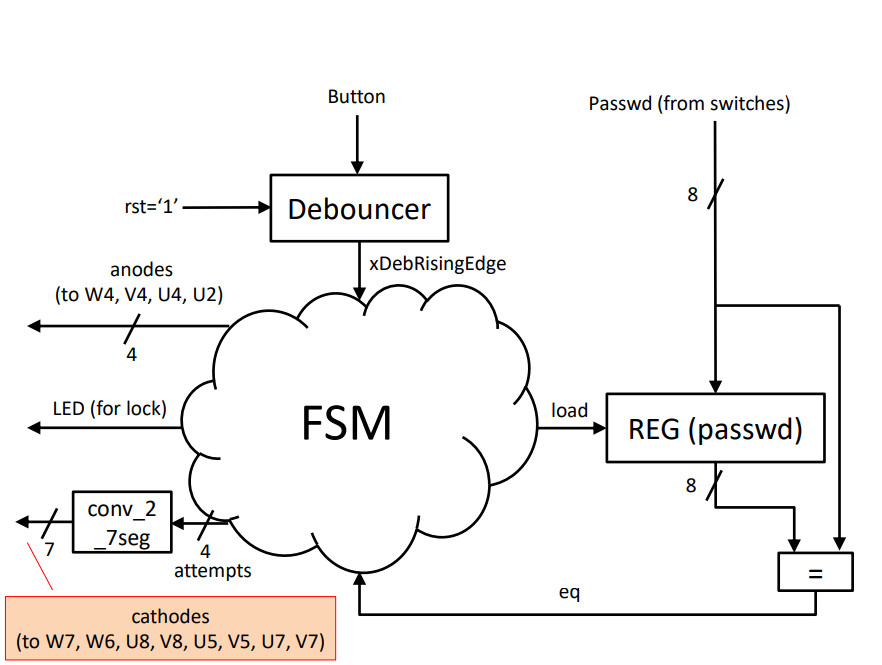 Button
Passwd (from switches)
8
rst=‘1’
Debouncer
xDebRisingEdge
anodes
(to W4, V4, U4, U2)
4
LED (for lock)
FSM
load
REG (passwd)
8
conv_2
_7seg
7
4
attempts
=
eq
cathodes
(to W7, W6, U8, V8, U5, V5, U7, V7)